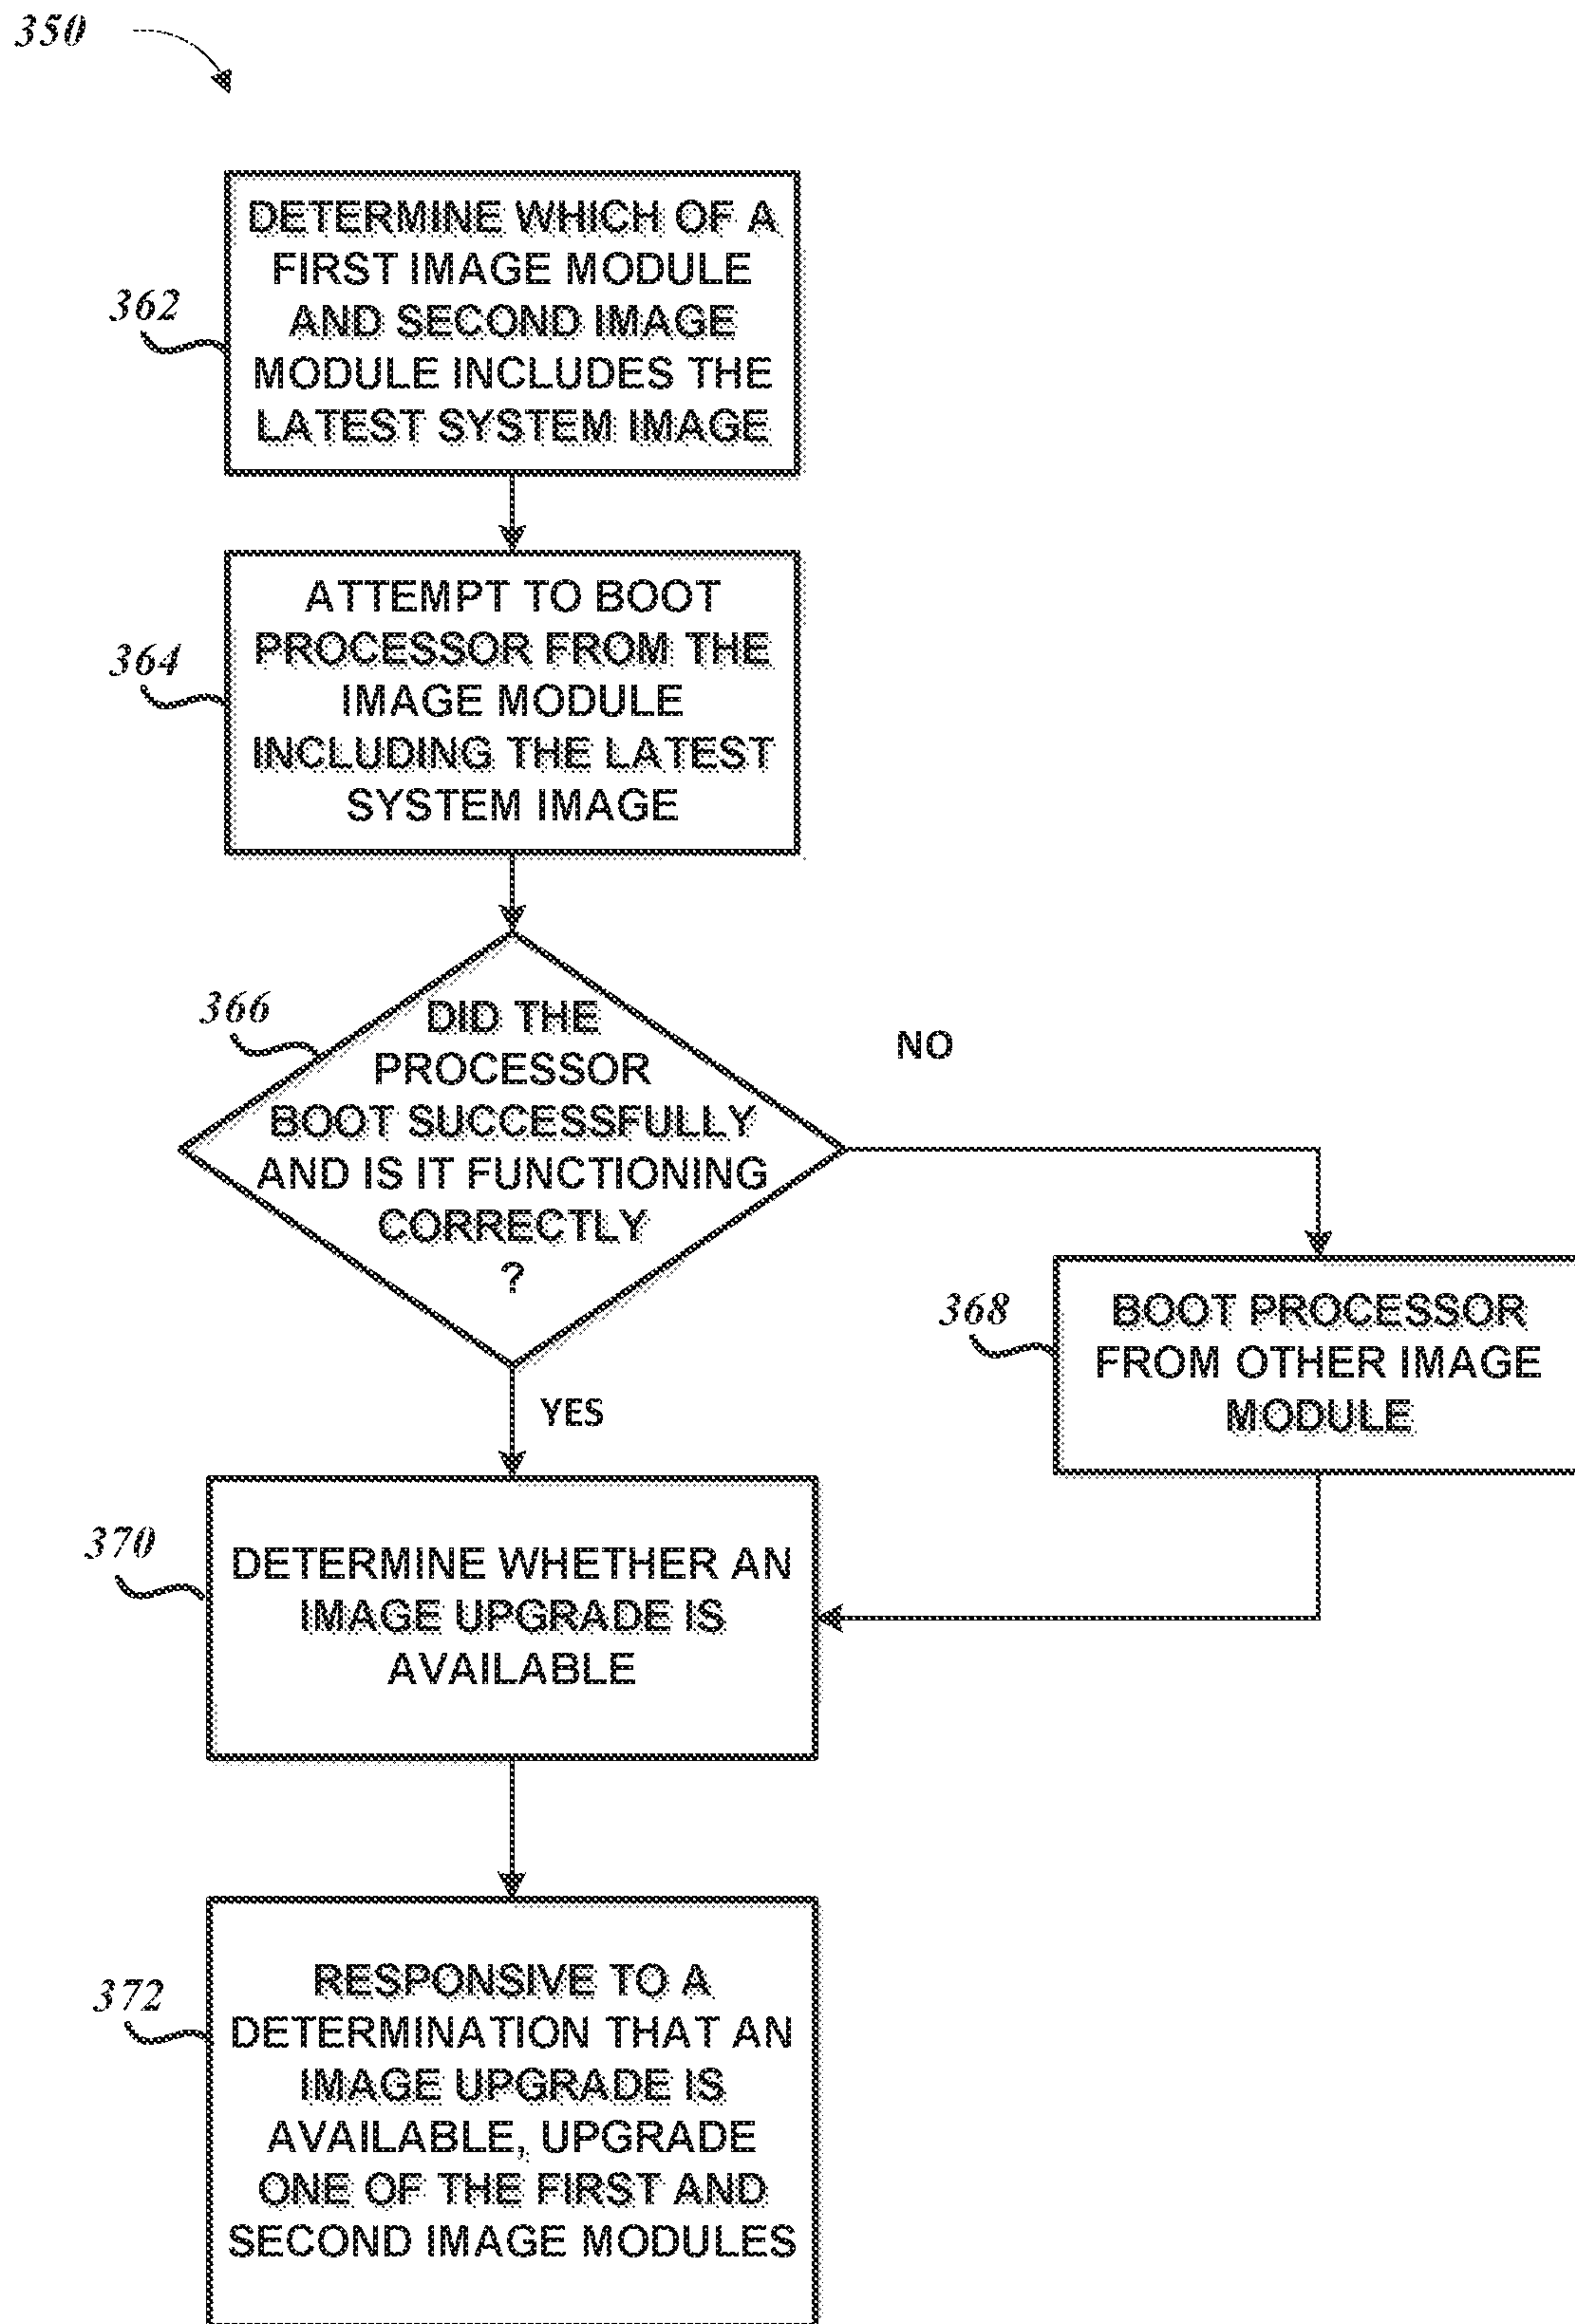 350
362
DETERMINE WHICH OF A
FIRST IMAGE MODULE
AND SECOND IMAGE
MODULE INCLUDES THE
LATEST SYSTEM IMAGE
364
ATTEMPT TO BOOT
PROCESSOR FROM THE
IMAGE MODULE
INCLUDING THE LATEST
SYSTEM IMAGE
366
DID THE
PROCESSOR
BOOT SUCCESSFULLY
AND IS IT FUNCTIONING
CORRECTLY
?
NO
368
BOOT PROCESSOR
FROM OTHER IMAGE
MODULE
YES
370
DETERMINE WHETHER AN
IMAGE UPGRADE IS
AVAILABLE
372
RESPONSIVE TO A
DETERMINATION THAT AN
IMAGE UPGRADE IS
AVAILABLE, UPGRADE
ONE OF THE FIRST AND
SECOND IMAGE MODULES